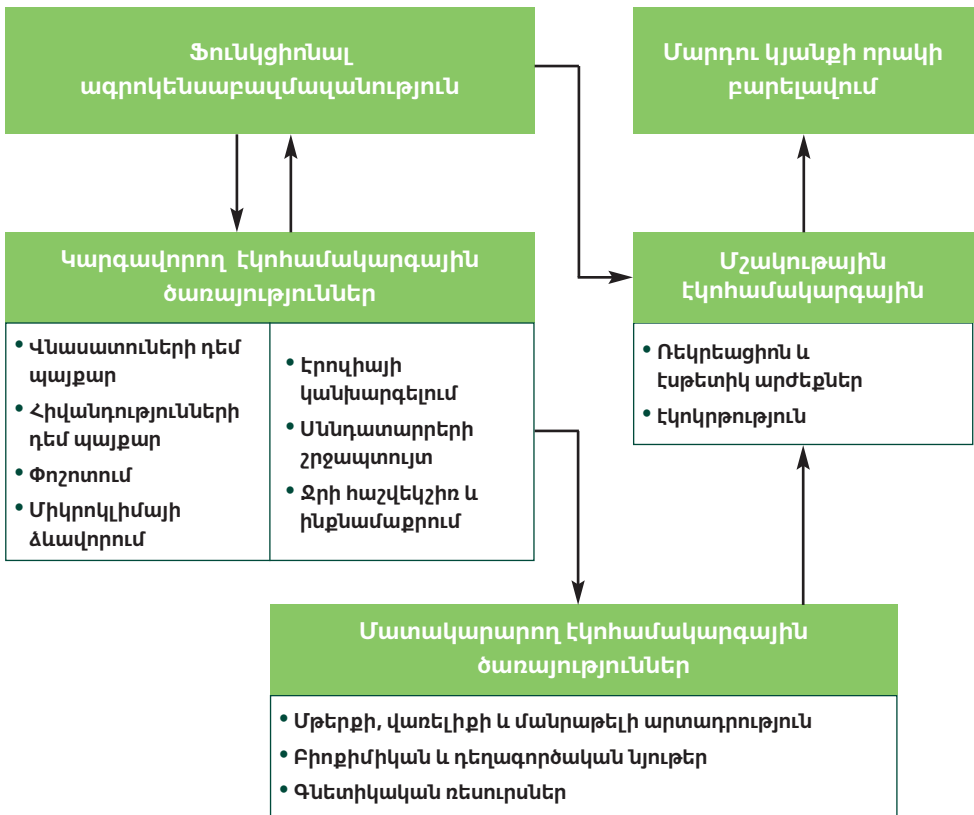 Ֆունկցիոնալ
ագրոկենսաբազմազանություն
Մարդու կյանքի որակի
բարելավում
Կարգավորող էկոհամակարգային
ծառայություններ
• Վնասատուների դեմ
պայքար
• Հիվանդությունների
դեմ պայքար
• Փոշոտում
• Միկրոկլիմայի
ձևավորում
• Էրոզիայի
կանխարգելում
• Սննդատարրերի
շրջապտույտ
• Ջրի հաշվեկշիռ և
ինքնամաքրում
Մշակութային
էկոհամակարգային
• Ռեկրեացիոն և
էսթետիկ արժեքներ
• Էկոկրթություն
Մատակարարող էկոհամակարգային
ծառայություններ
• Մթերքի, վառելիքի և մանրաթելի արտադրություն
• Բիոքիմիկան և դեղագործական նյութեր
• Գնետիկական ռեսուրսներ